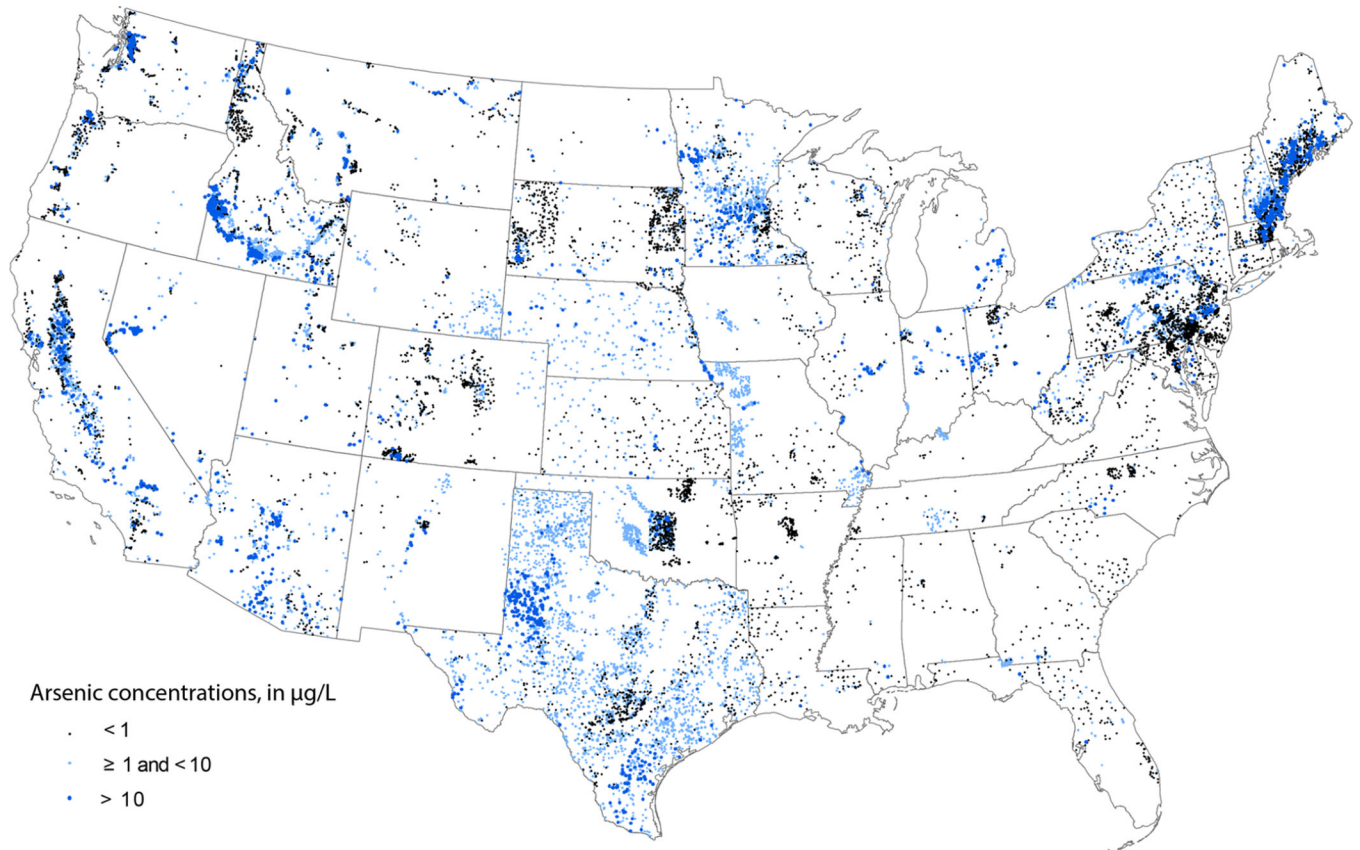 Arsenic concentrations, in µg/L
< 1
≥ 1 and < 10
> 10